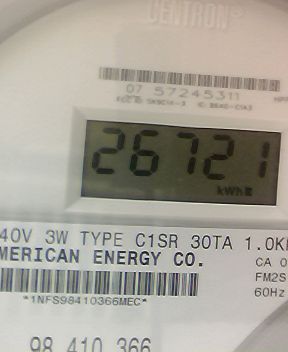 CENTRON®
07 57245311
26721
kWh
40V 3W TYPE C1SR 30TA 1.0K
MERICAN ENERGY CO.
CA 0
FM2S
*1NFS98410366MEC*
60Hz
98 410 366